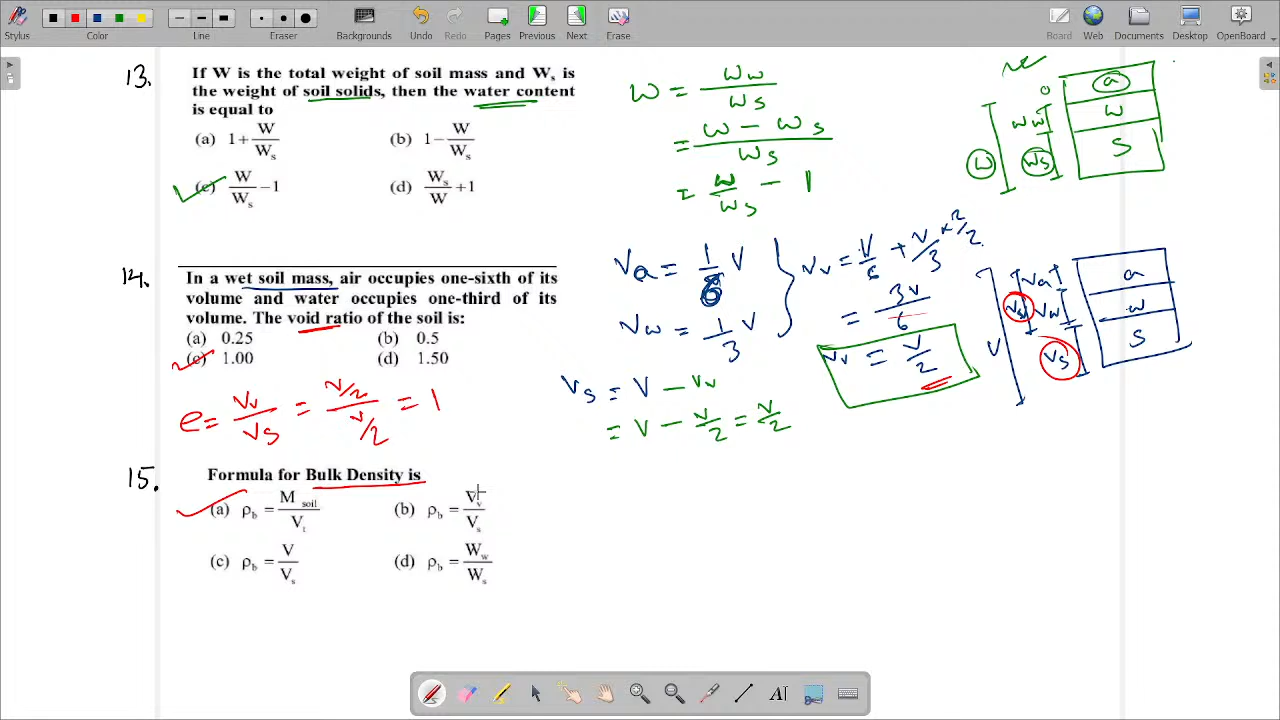 Stylus Color Line Eraser Backgrounds Undo Redo Pages Previous Next Erase Board Web Documents Desktop OpenBoard
13. If W is the total weight of soil mass and Ws is
the weight of soil solids, then the water content
is equal to
(a) 1+ W/Ws (b) 1− W/Ws
(c) W/Ws −1 (d) Ws/W +1
w = Ww/Ws
= W − Ws / Ws
= W/Ws − 1
a
w
S
0
Ww
Ws
W
14. In a wet soil mass, air occupies one-sixth of its
volume and water occupies one-third of its
volume. The void ratio of the soil is:
(a) 0.25 (b) 0.5
(c) 1.00 (d) 1.50
e = Vv/Vs = V/2 / V/2 = 1
Va = 1/6 V
Vw = 1/3 V
Vv = V/6 + V/3 × 2/2
= 3V/6
Vv = V/2
Vs = V − Vv
= V − V/2 = V/2
a
w
S
Va
Vw
Vs
V
15. Formula for Bulk Density is
(a) ρb = M soil/Vt (b) ρb = Vv/Vs
(c) ρb = V/Vs (d) ρb = Ww/Ws